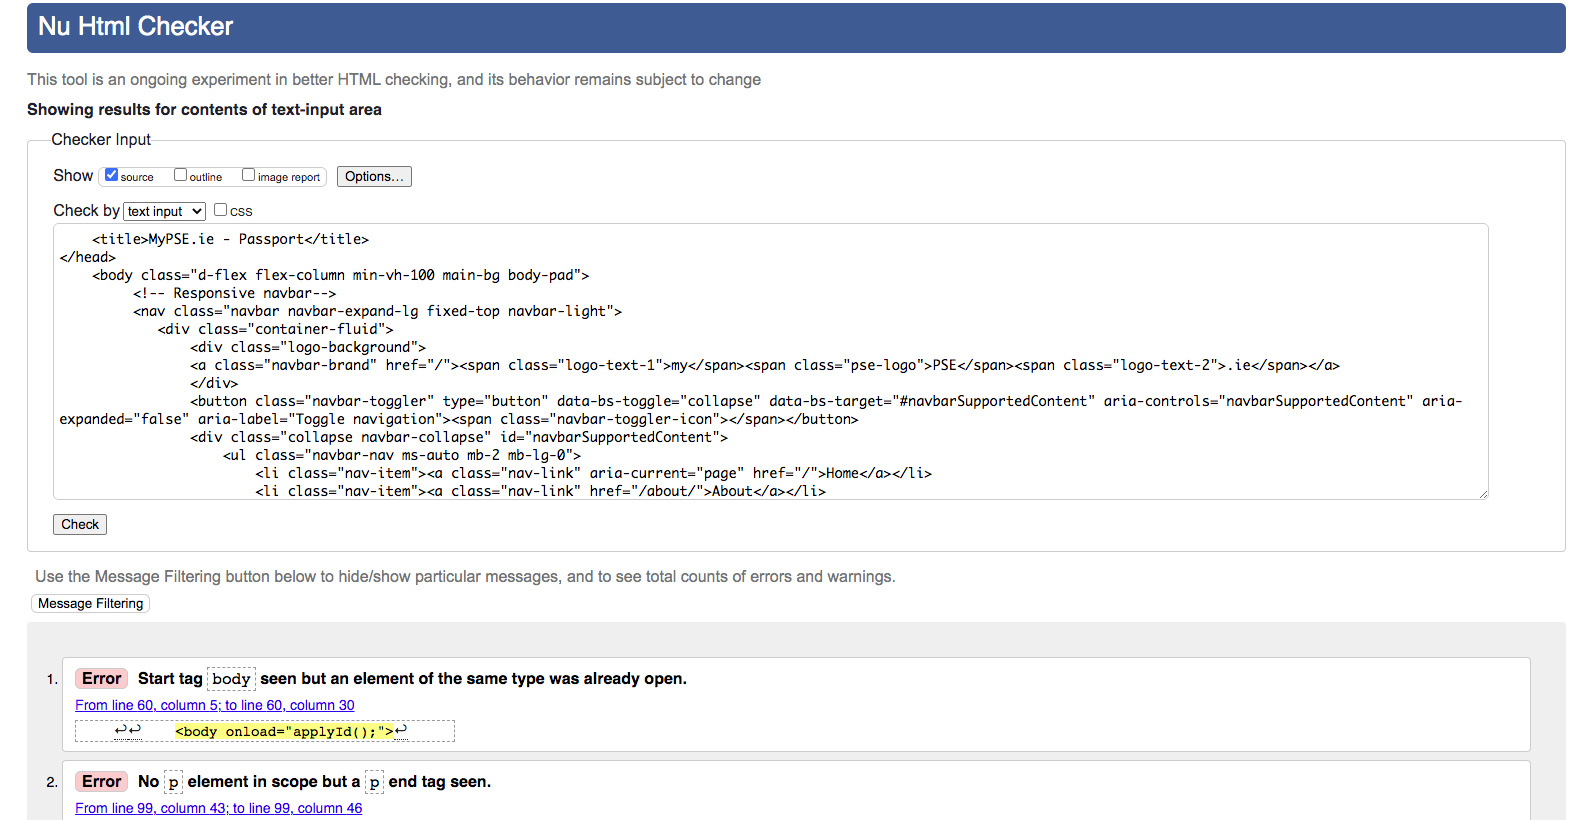 Nu Html Checker
This tool is an ongoing experiment in better HTML checking, and its behavior remains subject to change
Showing results for contents of text-input area
Checker Input
Show source outline image report Options...
Check by text input CSS
<title>MyPSE.ie - Passport</title>
</head>
<body class="d-flex flex-column min-vh-100 main-bg body-pad">
<!-- Responsive navbar-->
<nav class="navbar navbar-expand-lg fixed-top navbar-light">
<div class="container-fluid">
<div class="logo-background">
<a class="navbar-brand" href="/"><span class="logo-text-1">my</span><span class="pse-logo">PSE</span><span class="logo-text-2">.ie</span></a>
</div>
<button class="navbar-toggler" type="button" data-bs-toggle="collapse" data-bs-target="#navbarSupportedContent" aria-controls="navbarSupportedContent" aria-
expanded="false" aria-label="Toggle navigation"><span class="navbar-toggler-icon"></span></button>
<div class="collapse navbar-collapse" id="navbarSupportedContent">
<ul class="navbar-nav ms-auto mb-2 mb-lg-0">
<li class="nav-item"><a class="nav-link" aria-current="page" href="/">Home</a></li>
<li class="nav-item"><a class="nav-link" href="/about/">About</a></li>
Check
Use the Message Filtering button below to hide/show particular messages, and to see total counts of errors and warnings.
Message Filtering
1. Error Start tag body seen but an element of the same type was already open.
From line 60, column 5; to line 60, column 30
↩↩ <body onload="applyId();">↩
2. Error No p element in scope but a p end tag seen.
From line 99, column 43; to line 99, column 46